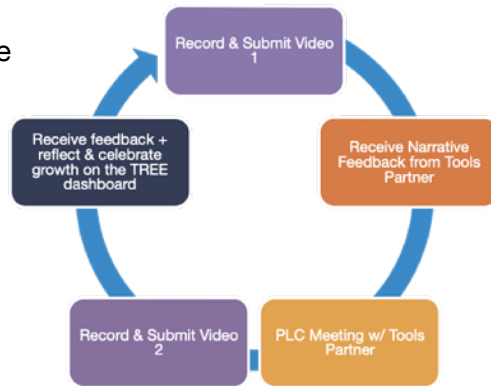 e
Record & Submit Video
1
Receive Narrative
Feedback from Tools
Partner
PLC Meeting w/ Tools
Partner
Record & Submit Video
2
Receive feedback +
reflect & celebrate
growth on the TREE
dashboard